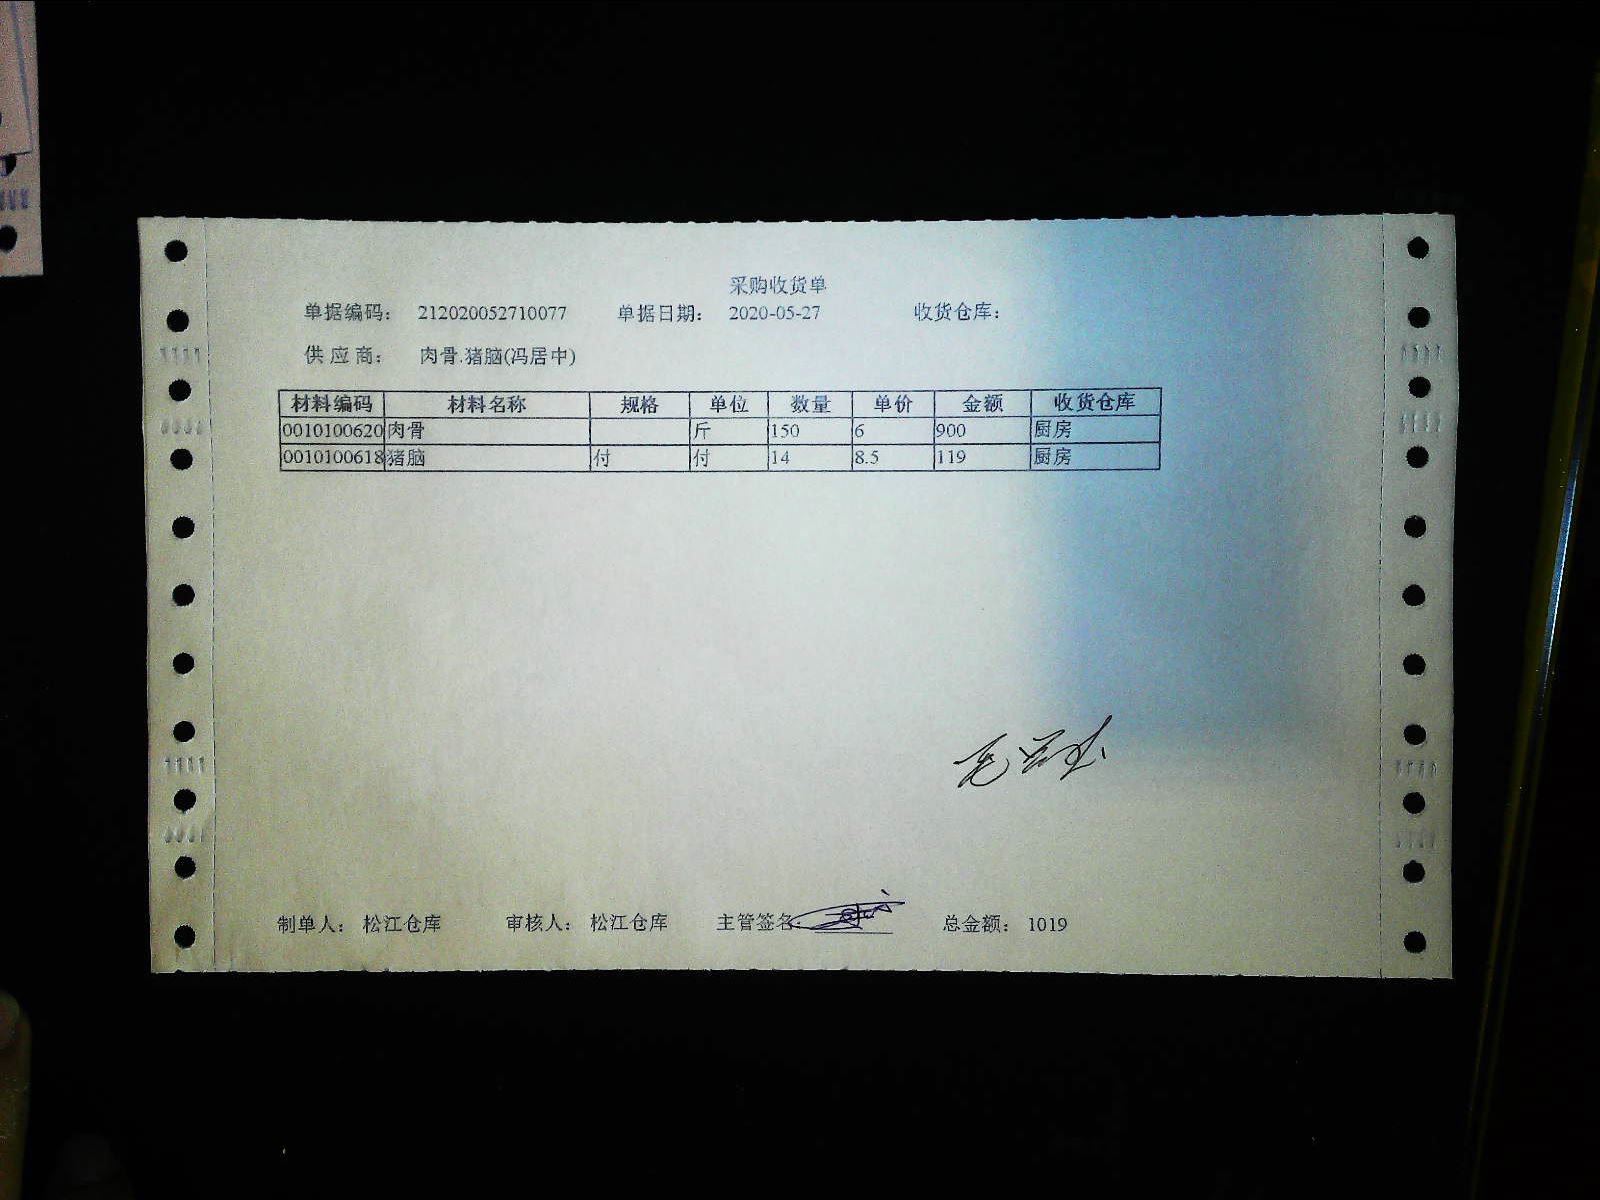 采购收货单
单据编码： 212020052710077 单据日期： 2020-05-27 收货仓库：
供应商： 肉骨.猪脑(冯居中)
材料编码 材料名称 规格 单位 数量 单价 金额 收货仓库
0010100620 肉骨 斤 150 6 900 厨房
0010100618 猪脑 付 付 14 8.5 119 厨房
制单人： 松江仓库 审核人： 松江仓库 主管签名: 总金额： 1019